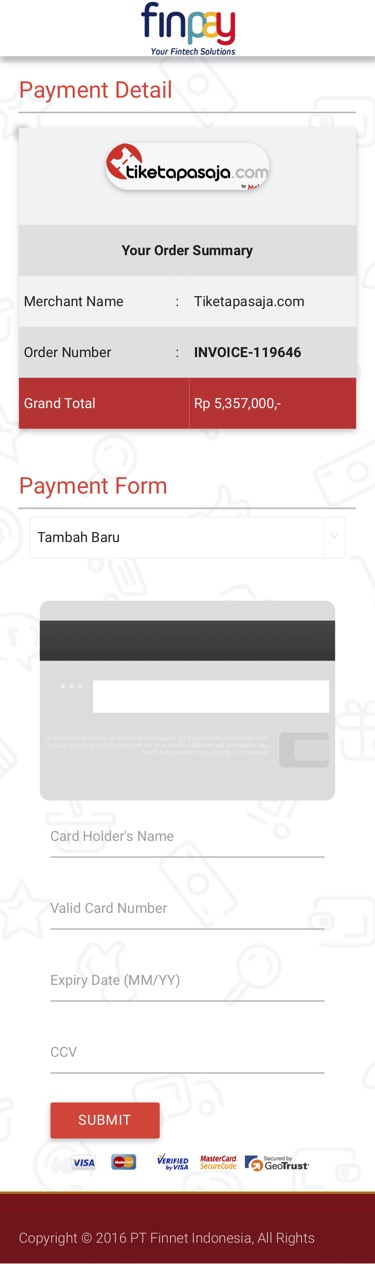 finpay
Your Fintech Solutions
Payment Detail
tiketapasaja.com
by
Your Order Summary
Merchant Name : Tiketapasaja.com
Order Number : INVOICE-119646
Grand Total Rp 5,357,000,-
Payment Form
Tambah Baru
***
Card Holder's Name
Valid Card Number
Expiry Date (MM/YY)
CCV
SUBMIT
VISA MasterCard VERIFIED by VISA MasterCard SecureCode Secured by GeoTrust
Copyright © 2016 PT Finnet Indonesia, All Rights